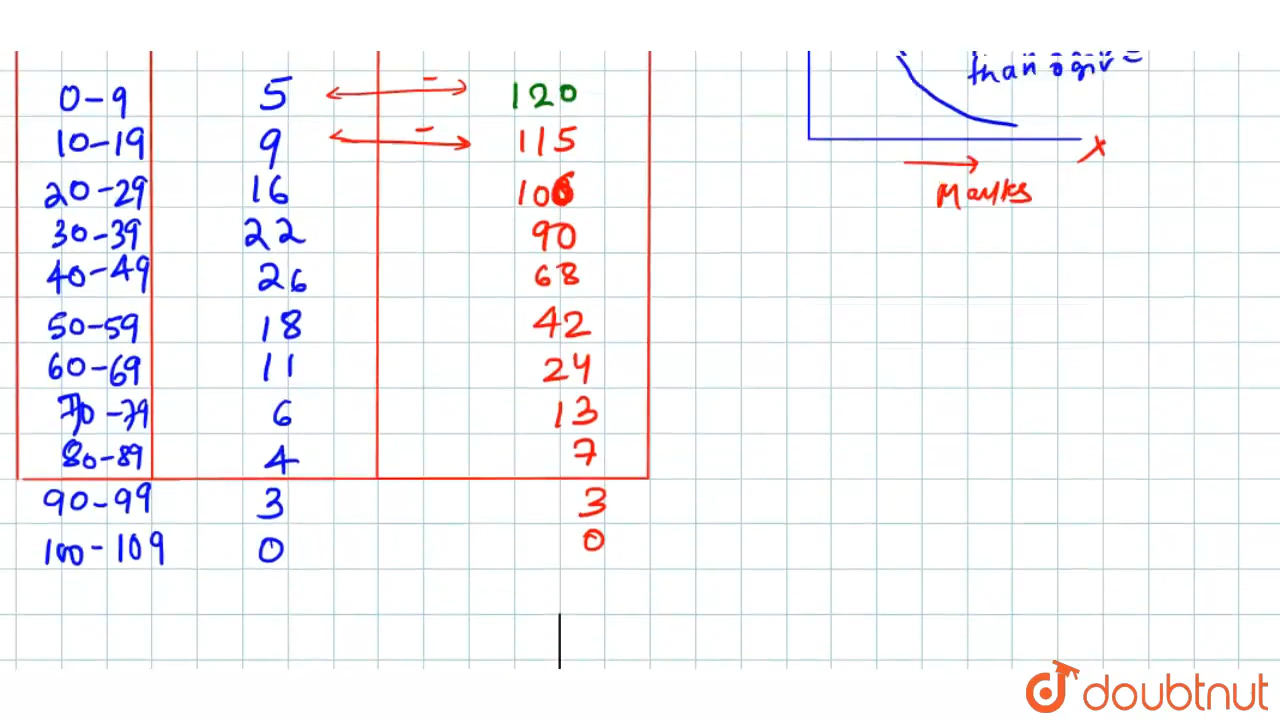 0-9 5 - 120
10-19 9 - 115
20-29 16 106
30-39 22 90
40-49 26 68
50-59 18 42
60-69 11 24
70-79 6 13
80-89 4 7
90-99 3 3
100-109 0 0
than ogive
X
Marks
doubtnut